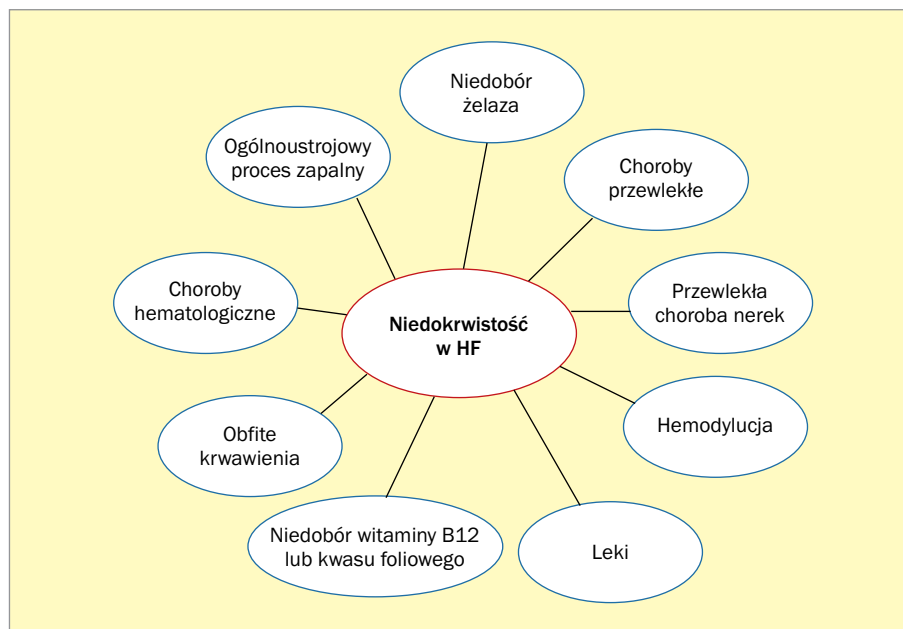 Niedobór
żelaza
Ogólnoustrojowy
proces zapalny
Choroby
przewlekłe
Choroby
hematologiczne
Przewlekła
choroba nerek
Niedokrwistość
w HF
Obfite
krwawienia
Hemodylucja
Niedobór witaminy B12
lub kwasu foliowego
Leki